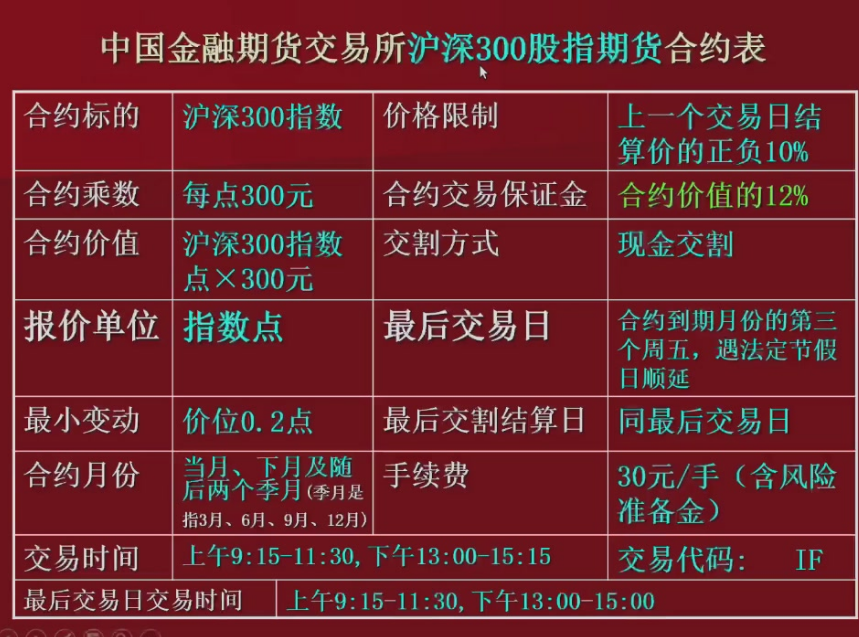 中国金融期货交易所沪深300股指期货合约表
合约标的 沪深300指数 价格限制 上一个交易日结
算价的正负10%
合约乘数 每点300元 合约交易保证金 合约价值的12%
合约价值 沪深300指数 交割方式 现金交割
点×300元
报价单位 指数点 最后交易日 合约到期月份的第三
个周五，遇法定节假
日顺延
最小变动 价位0.2点 最后交割结算日 同最后交易日
合约月份 当月、下月及随 手续费 30元/手（含风险
后两个季月(季月是 准备金）
指3月、6月、9月、12月)
交易时间 上午9:15-11:30,下午13:00-15:15 交易代码: IF
最后交易日交易时间 上午9:15-11:30,下午13:00-15:00